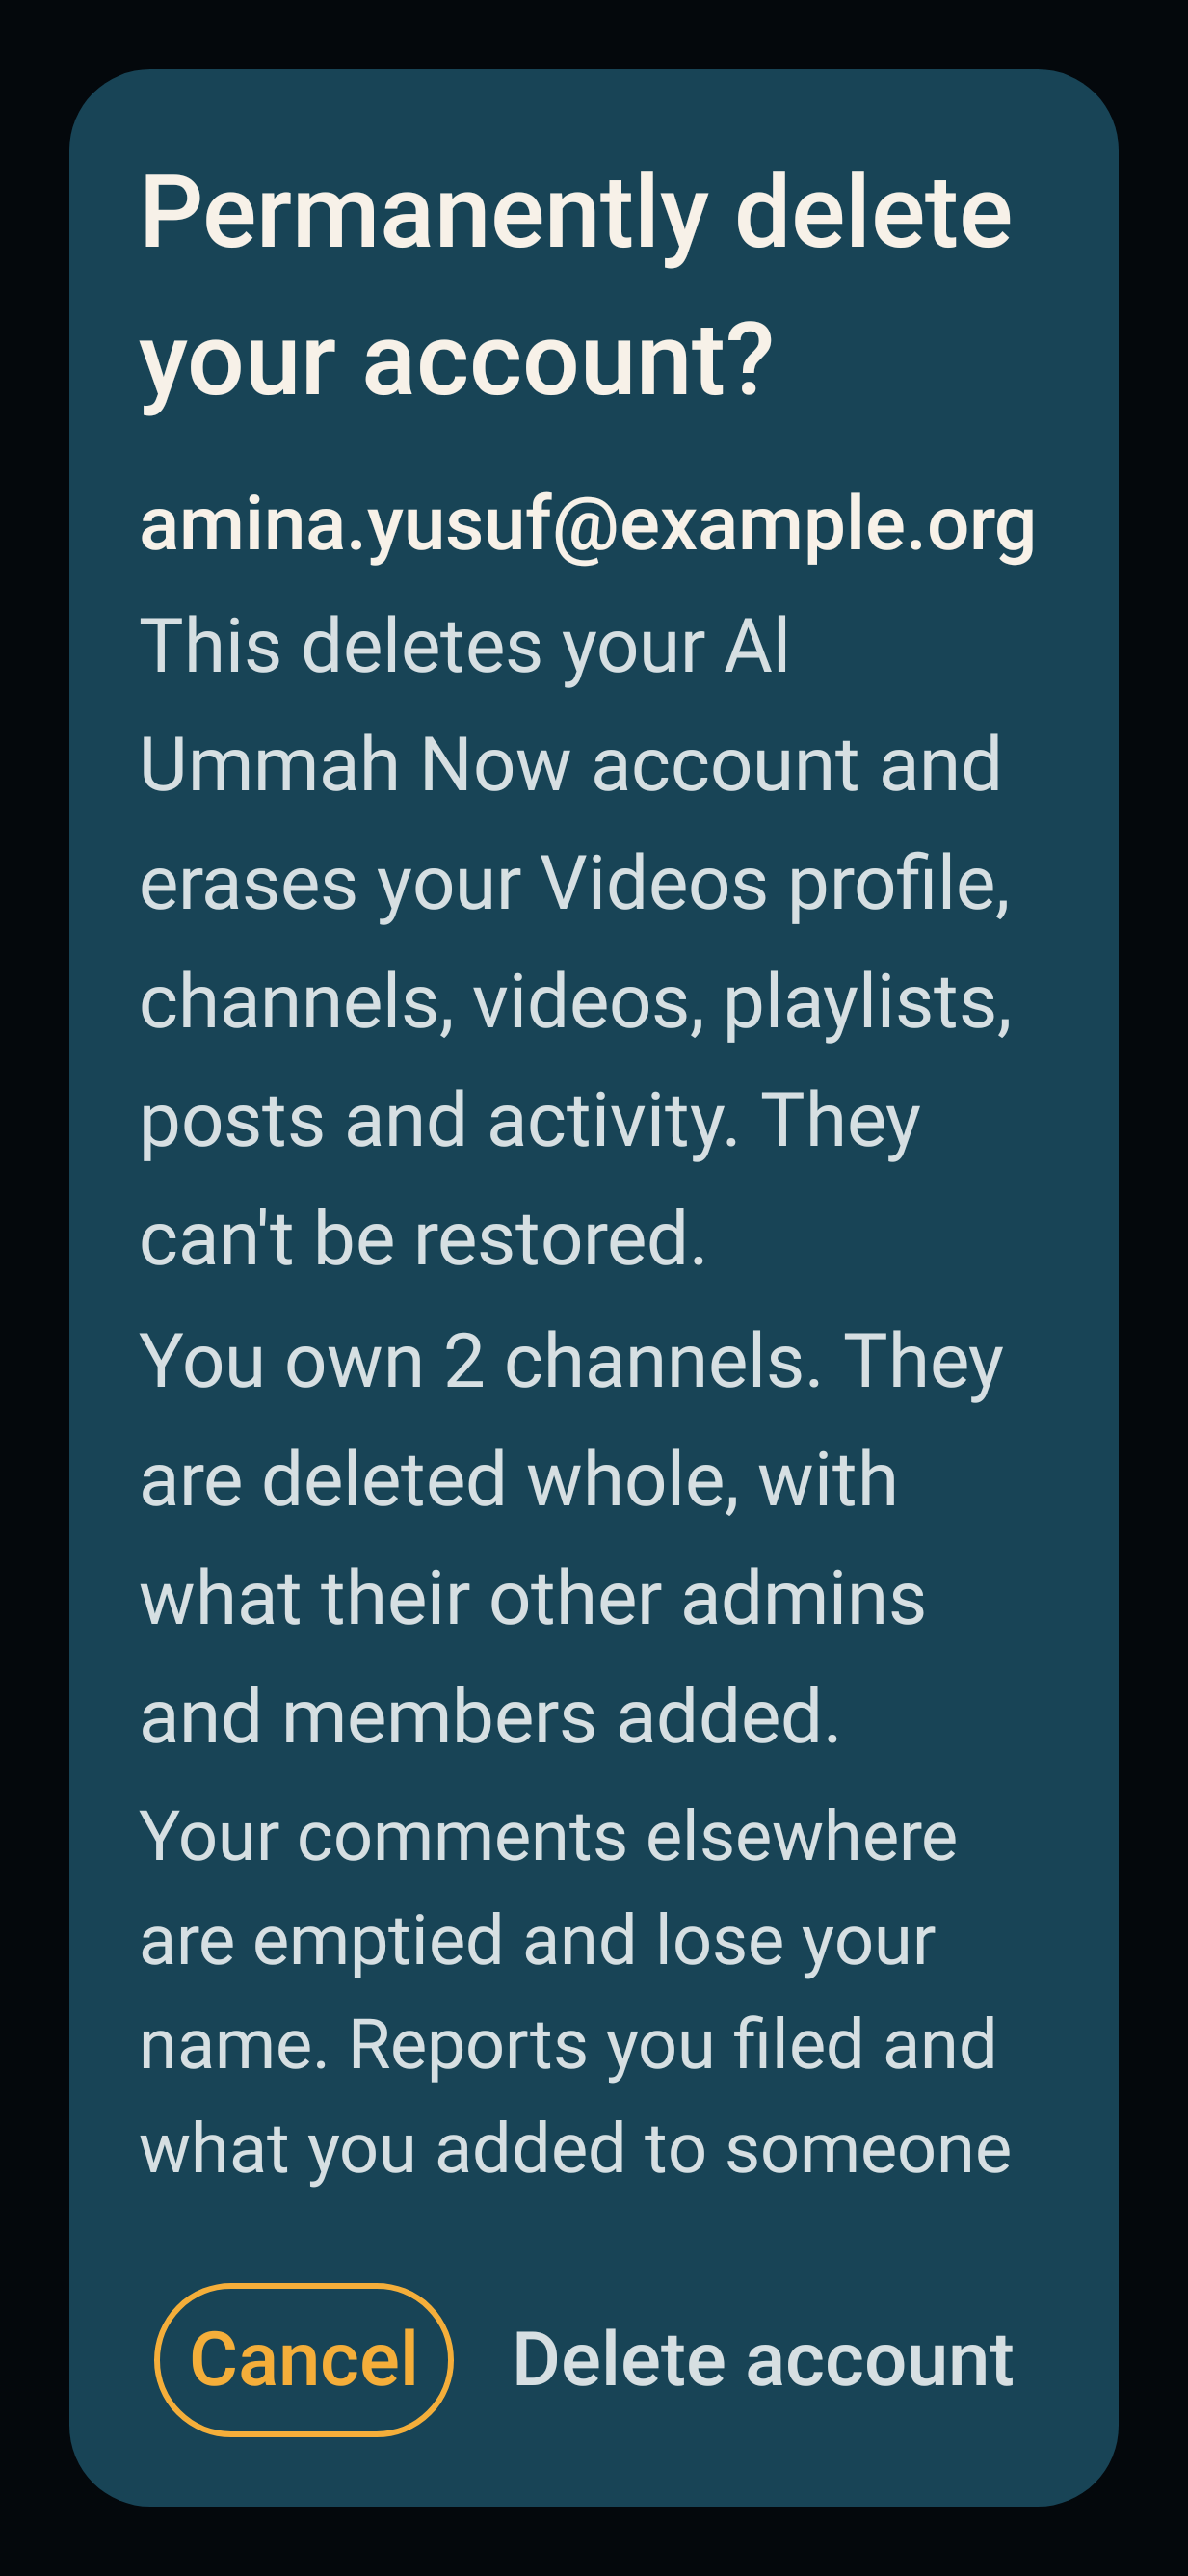 Permanently delete
your account?
amina.yusuf@example.org
This deletes your Al
Ummah Now account and
erases your Videos profile,
channels, videos, playlists,
posts and activity. They
can't be restored.
You own 2 channels. They
are deleted whole, with
what their other admins
and members added.
Your comments elsewhere
are emptied and lose your
name. Reports you filed and
what you added to someone
Cancel Delete account